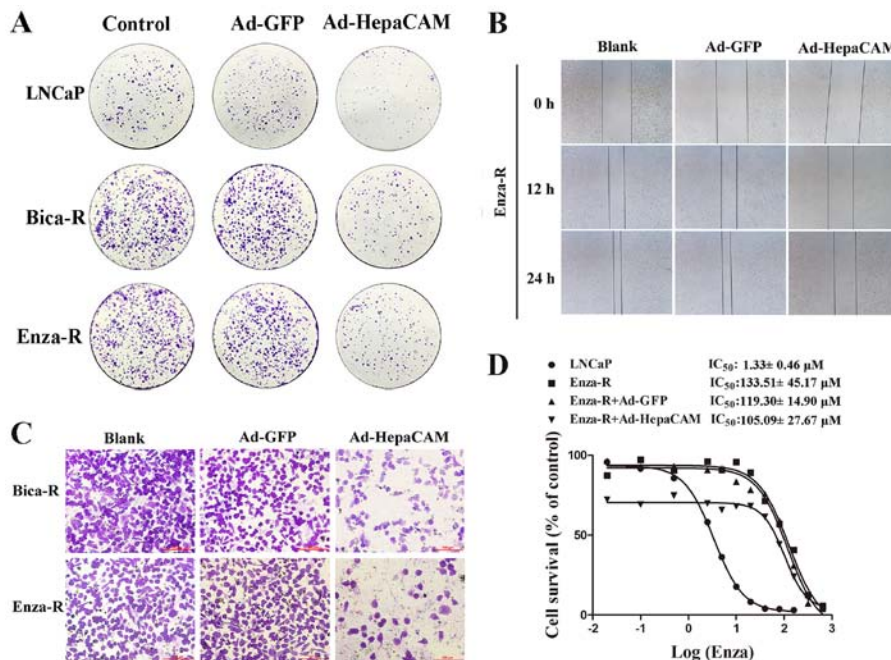 A
Control Ad-GFP Ad-HepaCAM
LNCaP
Bica-R
Enza-R
B
Blank Ad-GFP Ad-HepaCAM
Enza-R
0 h
12 h
24 h
C
Blank Ad-GFP Ad-HepaCAM
Bica-R
Enza-R
D
LNCaP IC50: 1.33± 0.46 μM
Enza-R IC50:133.51± 45.17 μM
Enza-R+Ad-GFP IC50:119.30± 14.90 μM
Enza-R+Ad-HepaCAM IC50:105.09± 27.67 μM
Cell survival (% of control)
100
50
0
-2 -1 0 1 2 3
Log (Enza)